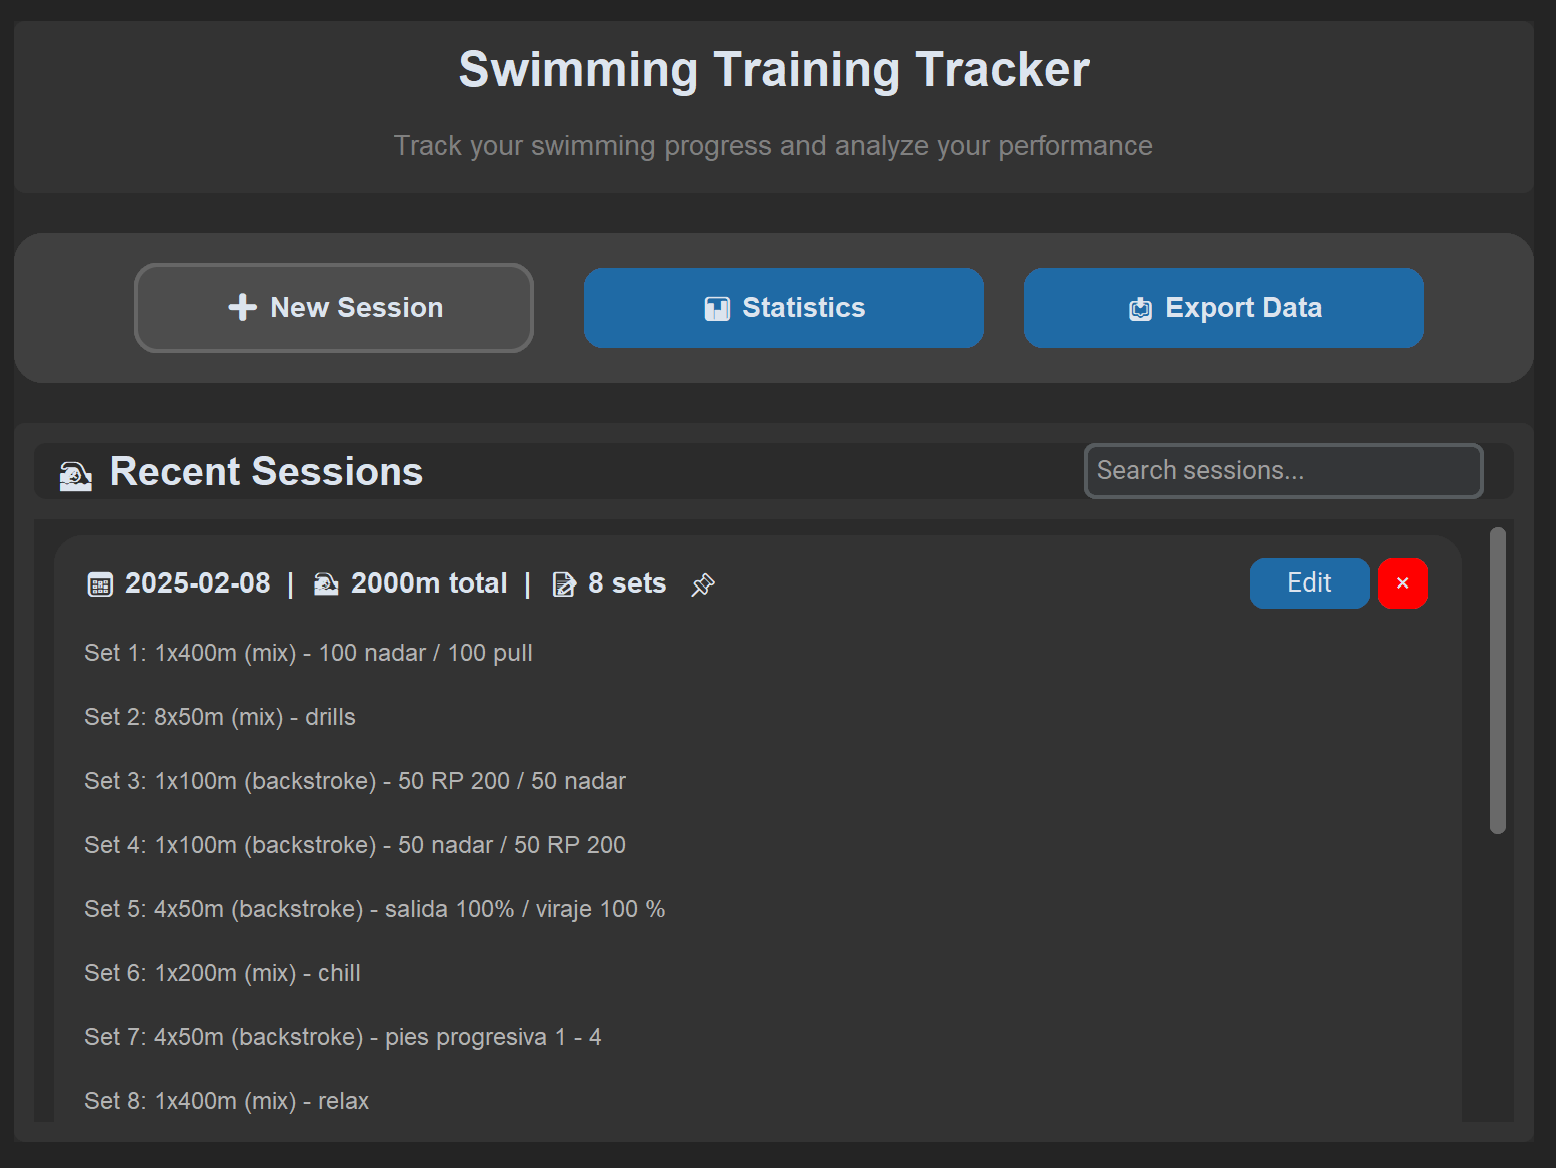 Swimming Training Tracker
Track your swimming progress and analyze your performance
New Session
Statistics
Export Data
Recent Sessions
Search sessions...
2025-02-08 | 2000m total | 8 sets
Edit
×
Set 1: 1x400m (mix) - 100 nadar / 100 pull
Set 2: 8x50m (mix) - drills
Set 3: 1x100m (backstroke) - 50 RP 200 / 50 nadar
Set 4: 1x100m (backstroke) - 50 nadar / 50 RP 200
Set 5: 4x50m (backstroke) - salida 100% / viraje 100 %
Set 6: 1x200m (mix) - chill
Set 7: 4x50m (backstroke) - pies progresiva 1 - 4
Set 8: 1x400m (mix) - relax